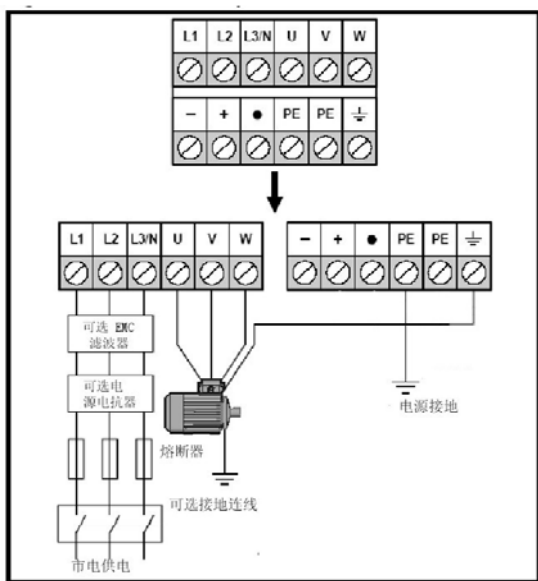 L1 L2 L3/N U V W
− + ● PE PE ⏚
L1 L2 L3/N U V W
− + ● PE PE ⏚
可选 EMC
滤波器
可选电
源电抗器
电源接地
熔断器
可选接地连线
市电供电